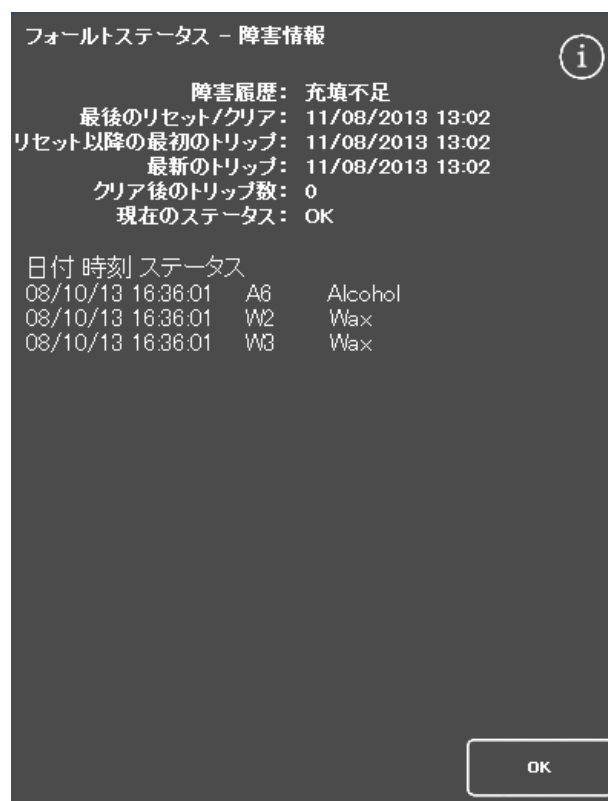 フォールトステータス - 障害情報
i
障害履歴: 充填不足
最後のリセット/クリア: 11/08/2013 13:02
リセット以降の最初のトリップ: 11/08/2013 13:02
最新のトリップ: 11/08/2013 13:02
クリア後のトリップ数: 0
現在のステータス: OK
日付 時刻 ステータス
08/10/13 16:36:01 A6 Alcohol
08/10/13 16:36:01 W2 Wax
08/10/13 16:36:01 W3 Wax
OK